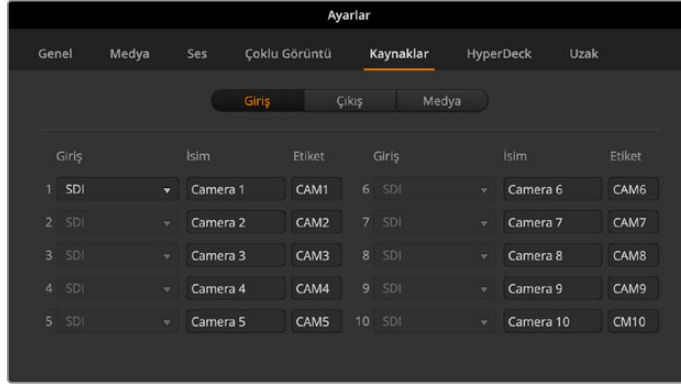 Ayarlar
Genel Medya Ses Çoklu Görüntü Kaynaklar HyperDeck Uzak
Giriş Çıkış Medya
Giriş İsim Etiket Giriş İsim Etiket
1 SDI Camera 1 CAM1 6 SDI Camera 6 CAM6
2 SDI Camera 2 CAM2 7 SDI Camera 7 CAM7
3 SDI Camera 3 CAM3 8 SDI Camera 8 CAM8
4 SDI Camera 4 CAM4 9 SDI Camera 9 CAM9
5 SDI Camera 5 CAM5 10 SDI Camera 10 CM10